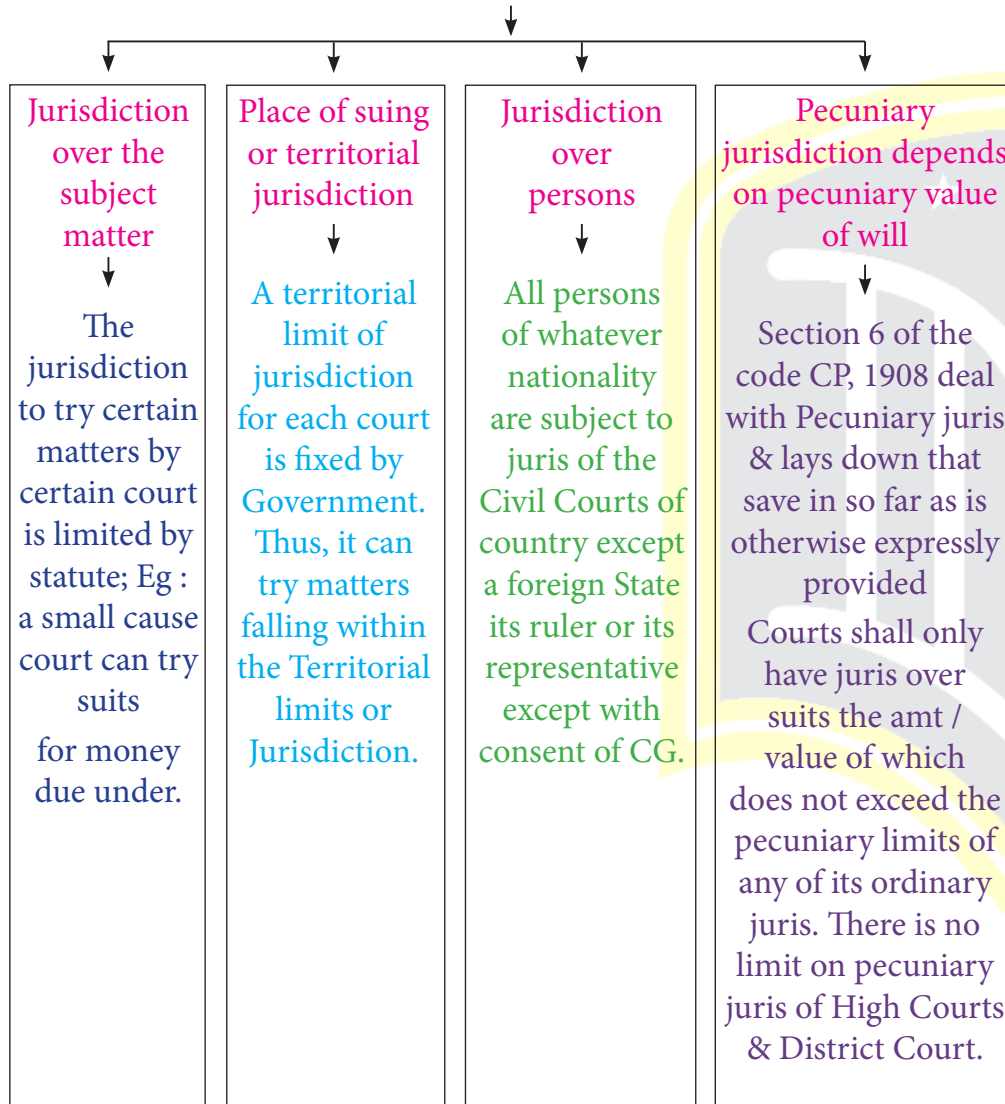 Jurisdiction
over the
subject
matter
The
jurisdiction
to try certain
matters by
certain court
is limited by
statute; Eg :
a small cause
court can try
suits
for money
due under.
Place of suing
or territorial
jurisdiction
A territorial
limit of
jurisdiction
for each court
is fixed by
Government.
Thus, it can
try matters
falling within
the Territorial
limits or
Jurisdiction.
Jurisdiction
over
persons
All persons
of whatever
nationality
are subject to
juris of the
Civil Courts of
country except
a foreign State
its ruler or its
representative
except with
consent of CG.
Pecuniary
jurisdiction depends
on pecuniary value
of will
Section 6 of the
code CP, 1908 deal
with Pecuniary juris
& lays down that
save in so far as is
otherwise expressly
provided
Courts shall only
have juris over
suits the amt /
value of which
does not exceed the
pecuniary limits of
any of its ordinary
juris. There is no
limit on pecuniary
juris of High Courts
& District Court.